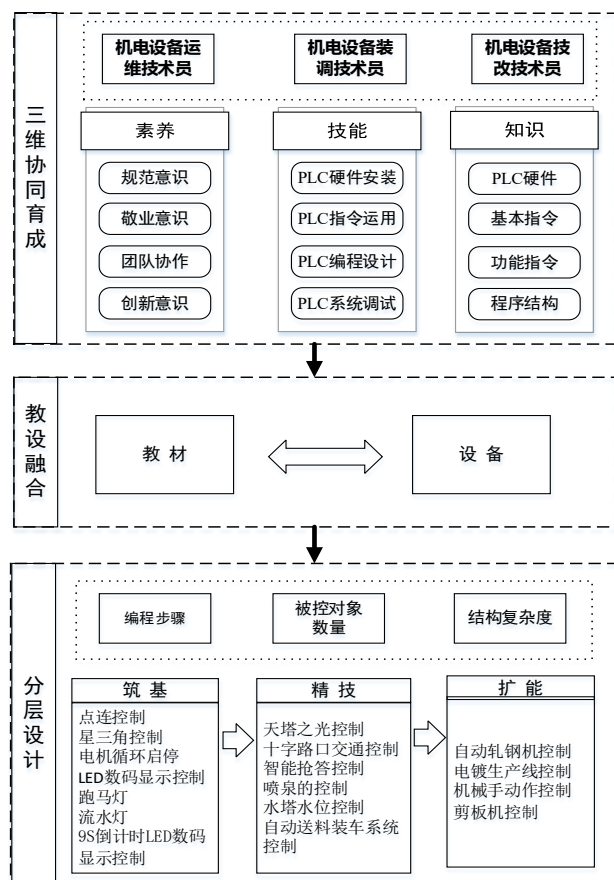 三维协同育成
机电设备运
维技术员
机电设备装
调技术员
机电设备技
改技术员
素养
技能
知识
规范意识
敬业意识
团队协作
创新意识
PLC硬件安装
PLC指令运用
PLC编程设计
PLC系统调试
PLC硬件
基本指令
功能指令
程序结构
教设融合
教 材
设 备
分层设计
编程步骤
被控对象
数量
结构复杂度
筑 基
点连控制
星三角控制
电机循环启停
LED数码显示控制
跑马灯
流水灯
9S倒计时LED数码
显示控制
精 技
天塔之光控制
十字路口交通控制
智能抢答控制
喷泉的控制
水塔水位控制
自动送料装车系统
控制
扩 能
自动轧钢机控制
电镀生产线控制
机械手动作控制
剪板机控制